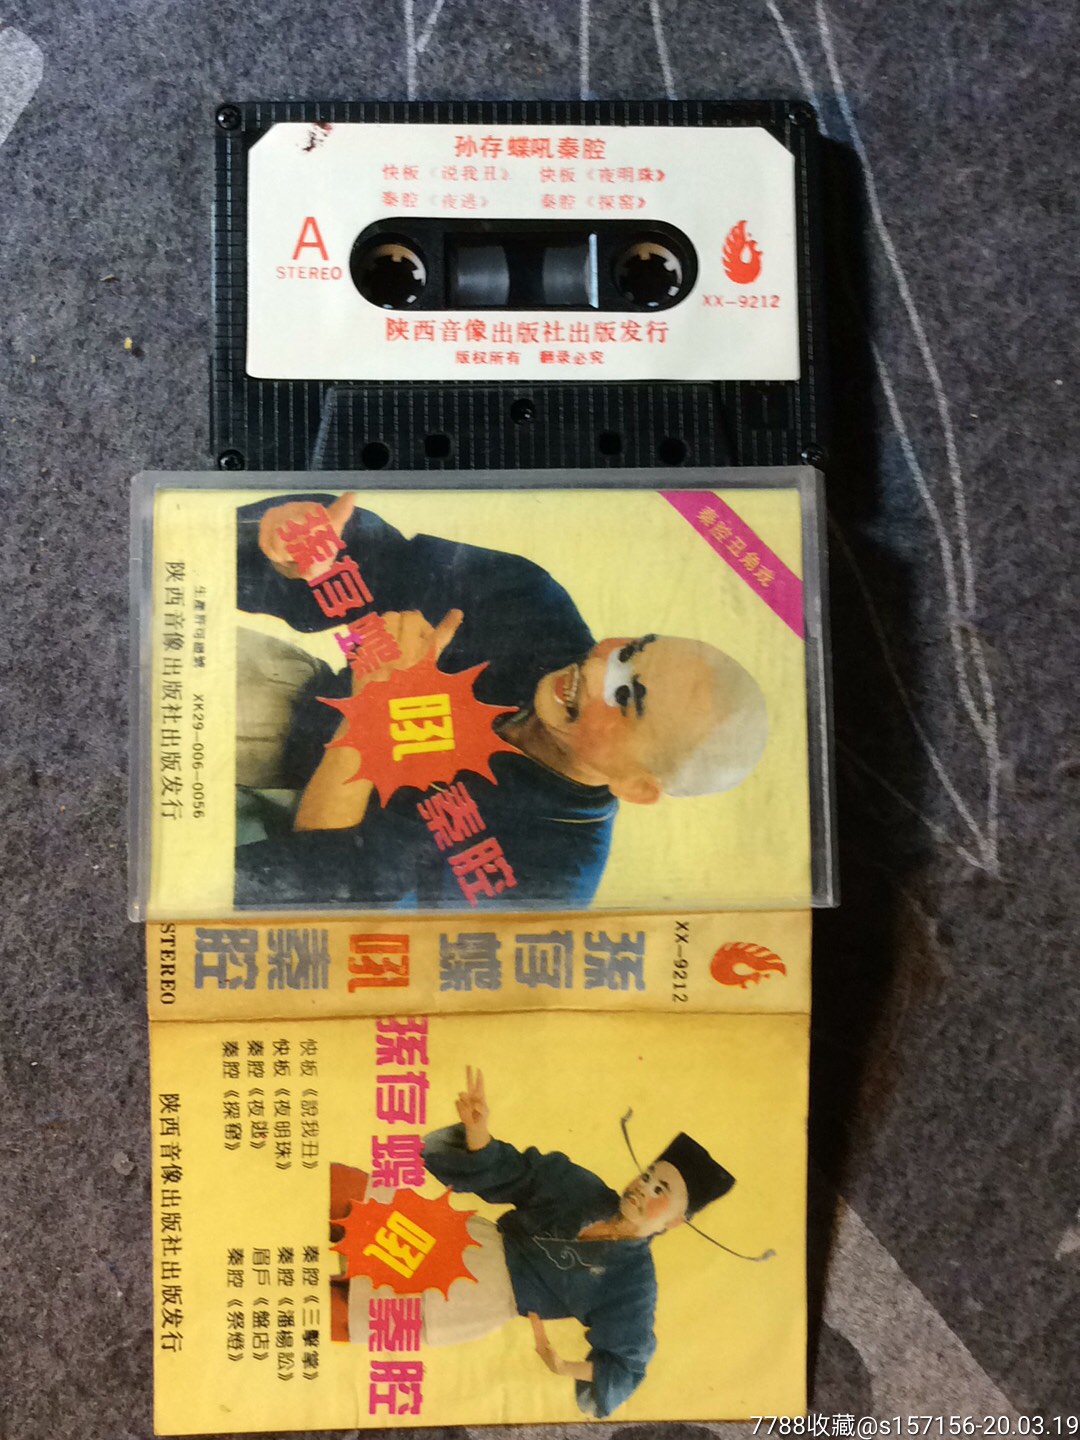 孙存蝶吼秦腔
快板《说我丑》 快板《夜明珠》
秦腔《夜逃》 秦腔《探窑》
A
STEREO
XX-9212
陕西音像出版社出版发行
版权所有 翻录必究
秦腔丑角戏
孫存蝶
吼
秦腔
生產許可證號 XK29-006-0056
陕西音像出版社出版发行
XX-9212
孫存蝶吼秦腔
STEREO
孫存蝶
吼
秦腔
快板《說我丑》
快板《夜明珠》
秦腔《夜逃》
秦腔《探窑》
秦腔《三擊掌》
秦腔《潘楊訟》
眉戶《盤店》
秦腔《祭燈》
陕西音像出版社出版发行
7788收藏@s157156-20.03.19